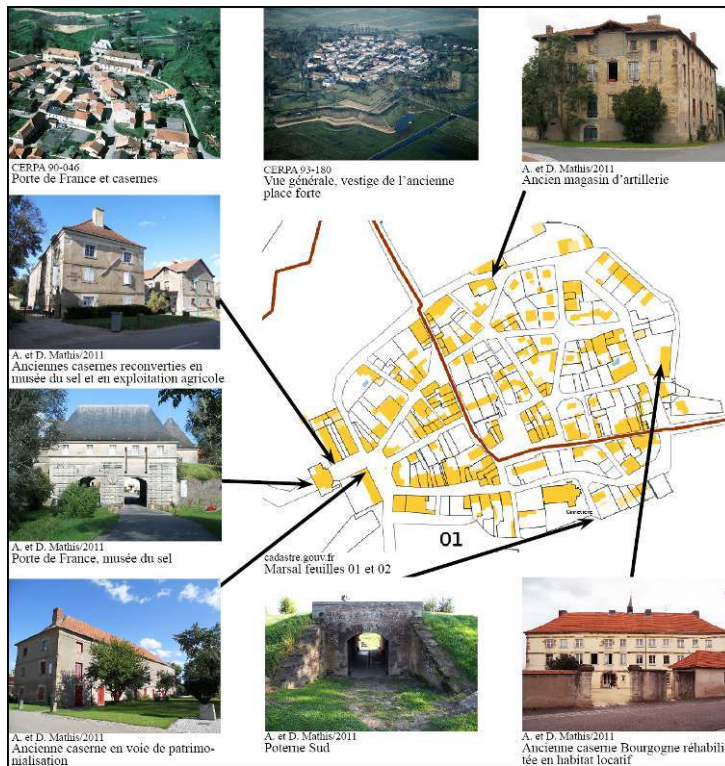 CERPA 90-046
Porte de France et casernes
CERPA 93-180
Vue générale, vestige de l'ancienne
place forte
A. et D. Mathis/2011
Ancien magasin d'artillerie
A. et D. Mathis/2011
Anciennes casernes reconverties en
musée du sel et en exploitation agricole
A. et D. Mathis/2011
Porte de France, musée du sel
Cimetière
01
cadastre.gouv.fr
Marsal feuilles 01 et 02
A. et D. Mathis/2011
Ancienne caserne en voie de patrimo-
nialisation
A. et D. Mathis/2011
Poterne Sud
A. et D. Mathis/2011
Ancienne caserne Bourgogne réhabili
tée en habitat locatif